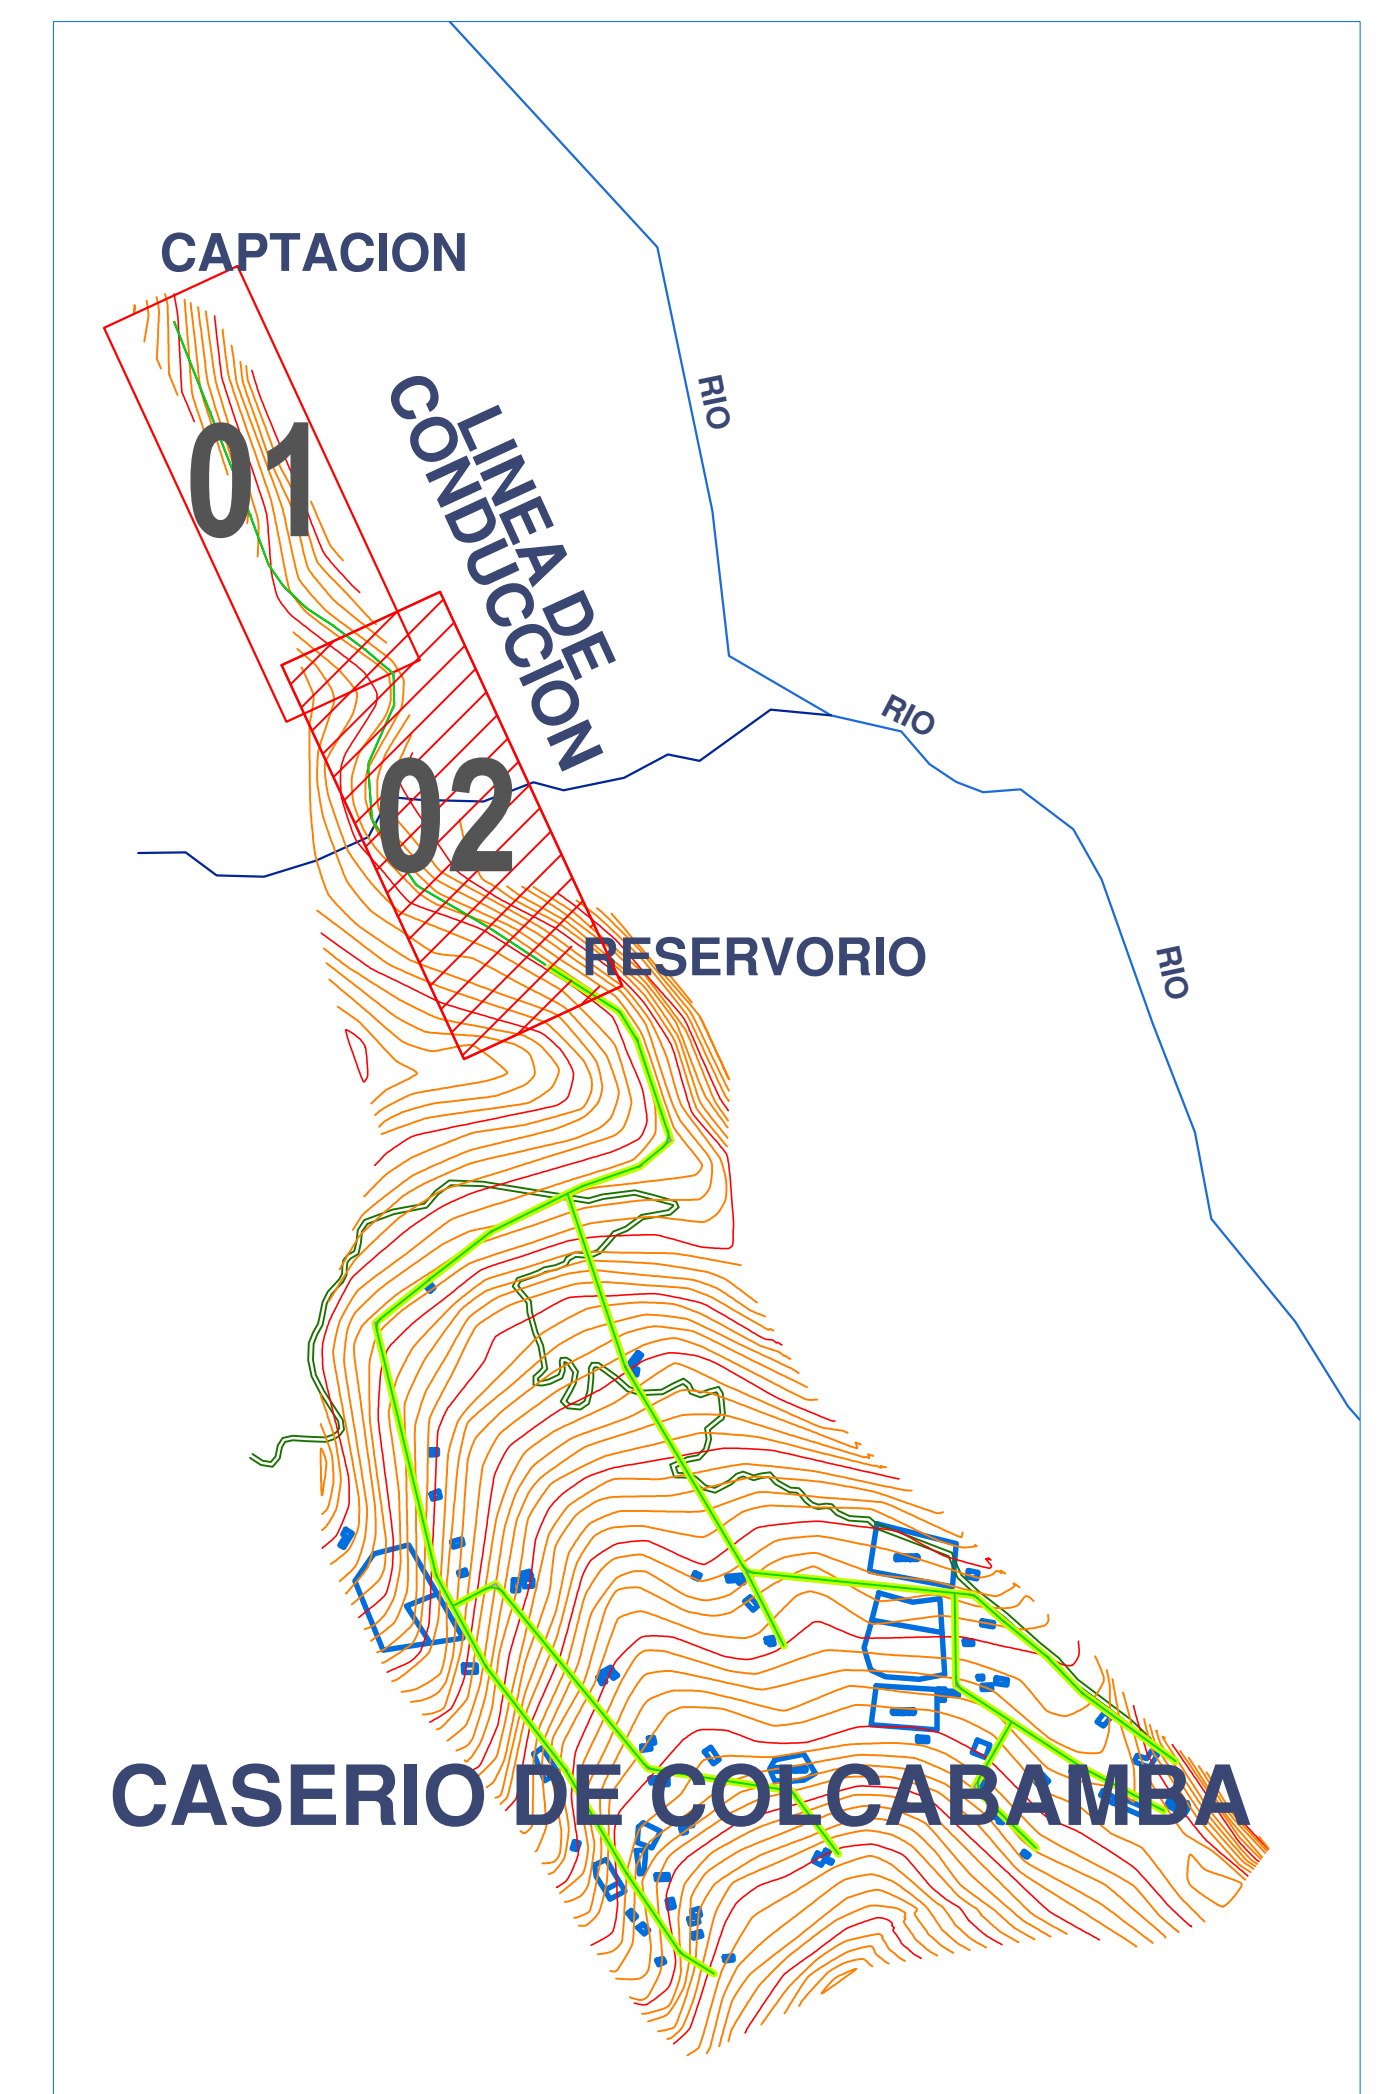 CAPTACION
01
LINEA DE
CONDUCCION
RIO
RIO
02
RESERVORIO
RIO
CASERIO DE COLCABAMBA